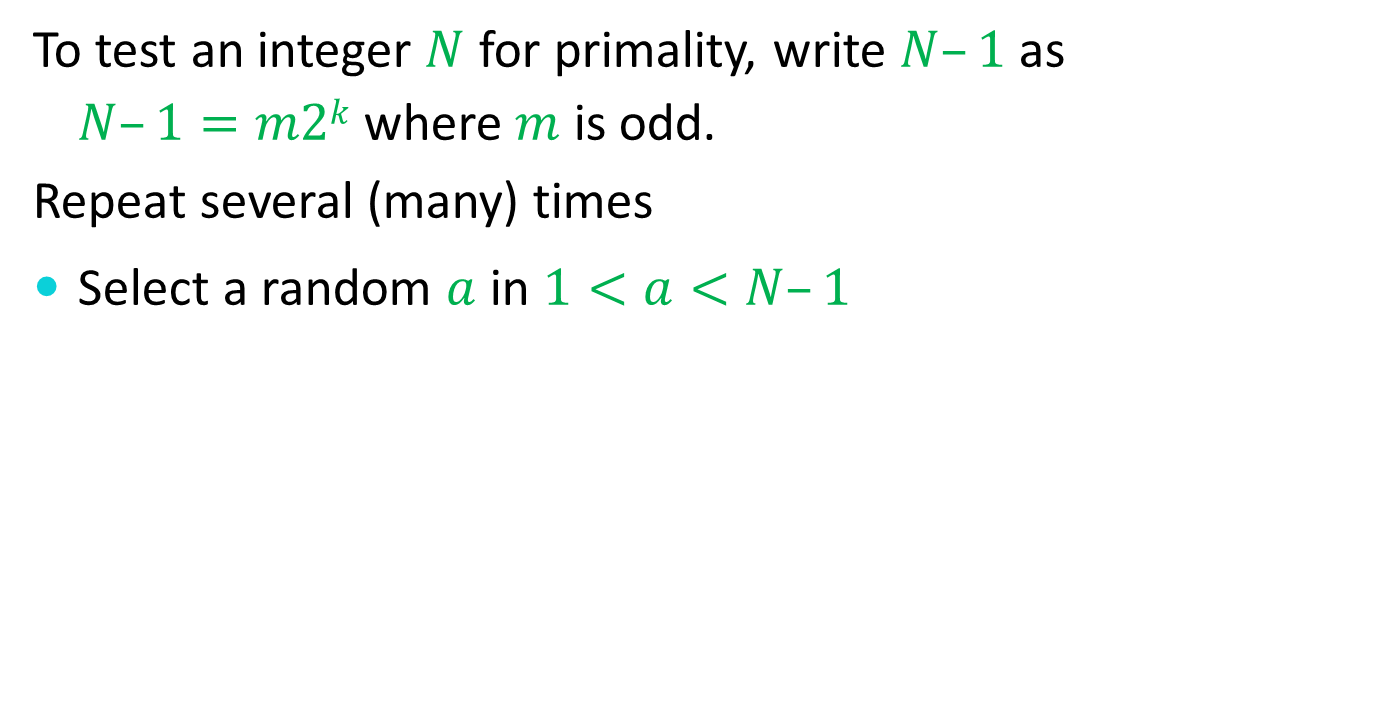 To test an integer N for primality, write N– 1 as
N– 1 = m2ᵏ where m is odd.
Repeat several (many) times
• Select a random a in 1 < a < N– 1